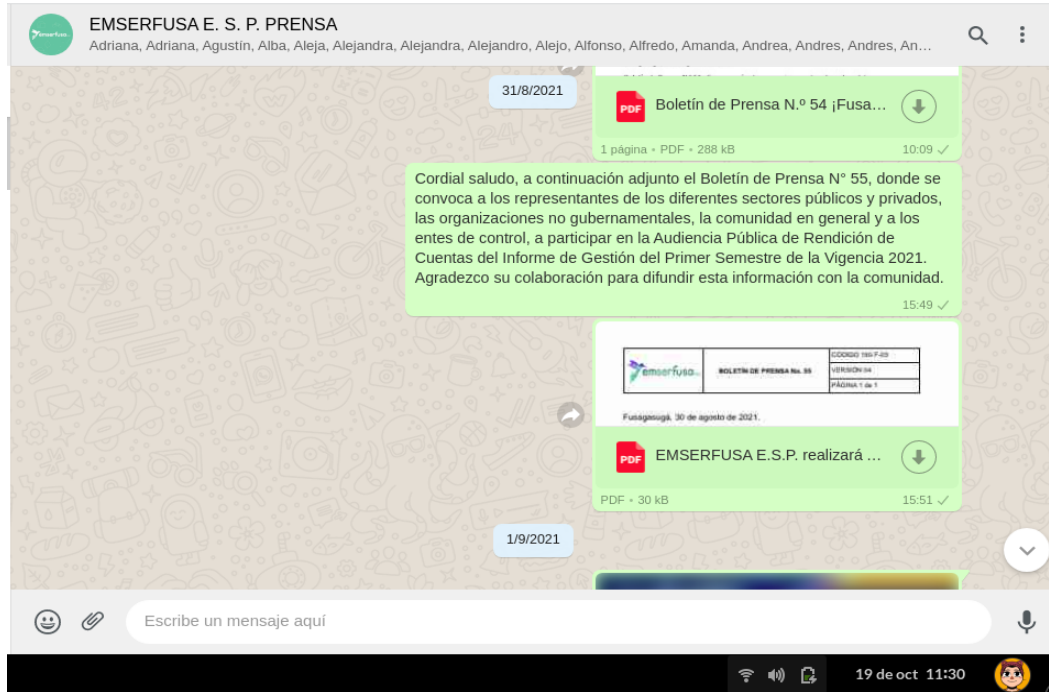 EMSERFUSA E. S. P. PRENSA
Adriana, Adriana, Agustín, Alba, Aleja, Alejandra, Alejandra, Alejandro, Alejo, Alfonso, Alfredo, Amanda, Andrea, Andres, Andres, An...
31/8/2021
PDF
Boletín de Prensa N.º 54 ¡Fusa...
1 página • PDF • 288 kB
10:09
Cordial saludo, a continuación adjunto el Boletín de Prensa N° 55, donde se
convoca a los representantes de los diferentes sectores públicos y privados,
las organizaciones no gubernamentales, la comunidad en general y a los
entes de control, a participar en la Audiencia Pública de Rendición de
Cuentas del Informe de Gestión del Primer Semestre de la Vigencia 2021.
Agradezco su colaboración para difundir esta información con la comunidad.
15:49
emserfusa
BOLETÍN DE PRENSA No. 55
VERSIÓN 04
PÁGINA 1 de 1
Fusagasugá, 30 de agosto de 2021.
PDF
EMSERFUSA E.S.P. realizará ...
PDF • 30 kB
15:51
1/9/2021
Escribe un mensaje aquí
19 de oct 11:30